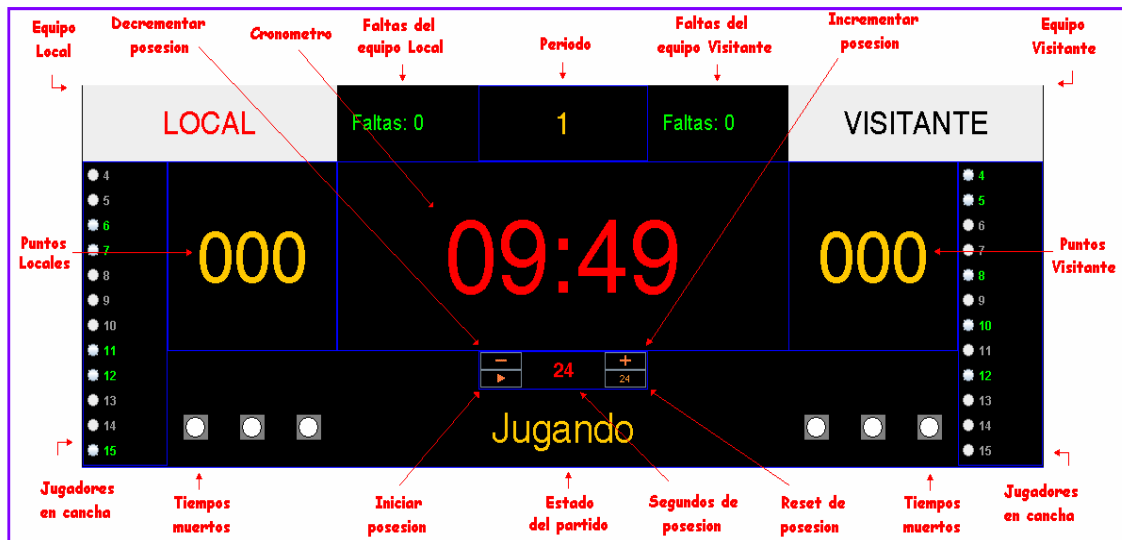 Equipo
Local
Decrementar
posesion
Cronometro
Faltas del
equipo Local
Periodo
Faltas del
equipo Visitante
Incrementar
posesion
Equipo
Visitante
LOCAL
Faltas: 0
1
Faltas: 0
VISITANTE
4
5
6
7
8
9
10
11
12
13
14
15
Puntos
Locales
000
09:49
000
4
5
6
7
8
9
10
11
12
13
14
15
Puntos
Visitante
−
24
+
24
Jugando
Jugadores
en cancha
Tiempos
muertos
Iniciar
posesion
Estado
del partido
Segundos de
posesion
Reset de
posesion
Tiempos
muertos
Jugadores
en cancha